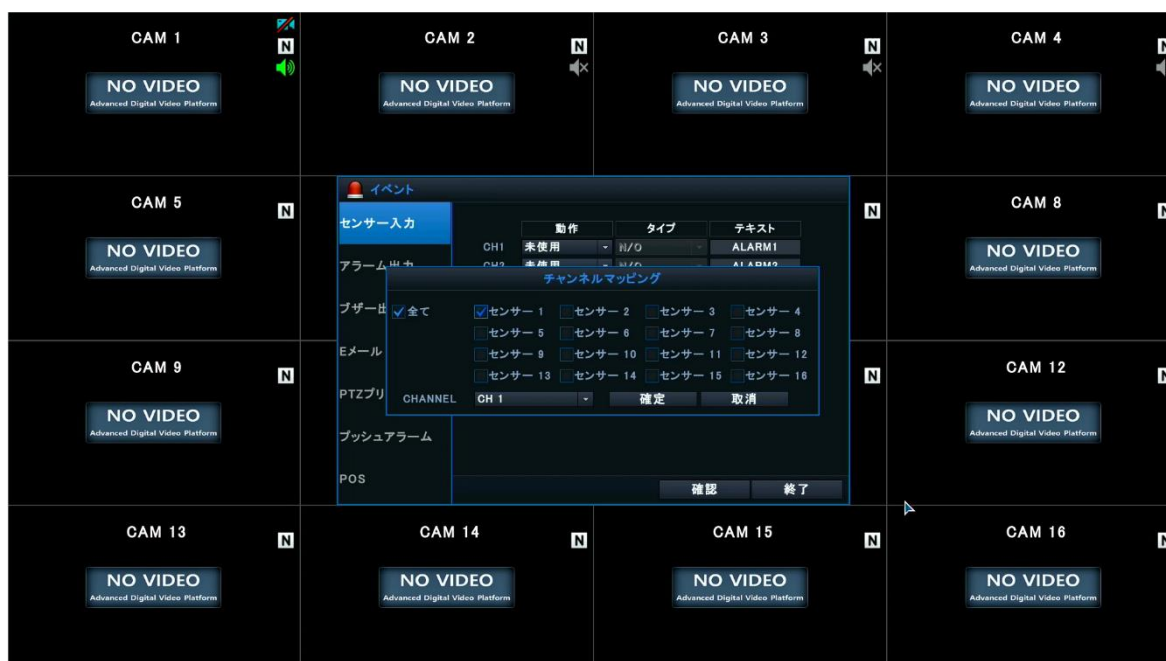 CAM 1
N
NO VIDEO
Advanced Digital Video Platform
CAM 2
N
NO VIDEO
Advanced Digital Video Platform
CAM 3
N
NO VIDEO
Advanced Digital Video Platform
CAM 4
NO VIDEO
Advanced Digital Video Platform
CAM 5
N
NO VIDEO
Advanced Digital Video Platform
N
CAM 8
NO VIDEO
Advanced Digital Video Platform
イベント
センサー入力
動作 タイプ テキスト
CH1 未使用 N/O ALARM1
アラーム出力
CH2 未使用 N/O ALARM2
チャンネルマッピング
ブザー出
全て
センサー 1 センサー 2 センサー 3 センサー 4
センサー 5 センサー 6 センサー 7 センサー 8
センサー 9 センサー 10 センサー 11 センサー 12
センサー 13 センサー 14 センサー 15 センサー 16
CHANNEL CH 1 確定 取消
Eメール
PTZプリ
プッシュアラーム
POS
確認 終了
CAM 9
N
NO VIDEO
Advanced Digital Video Platform
N
CAM 12
NO VIDEO
Advanced Digital Video Platform
CAM 13
N
NO VIDEO
Advanced Digital Video Platform
CAM 14
N
NO VIDEO
Advanced Digital Video Platform
CAM 15
N
NO VIDEO
Advanced Digital Video Platform
CAM 16
NO VIDEO
Advanced Digital Video Platform